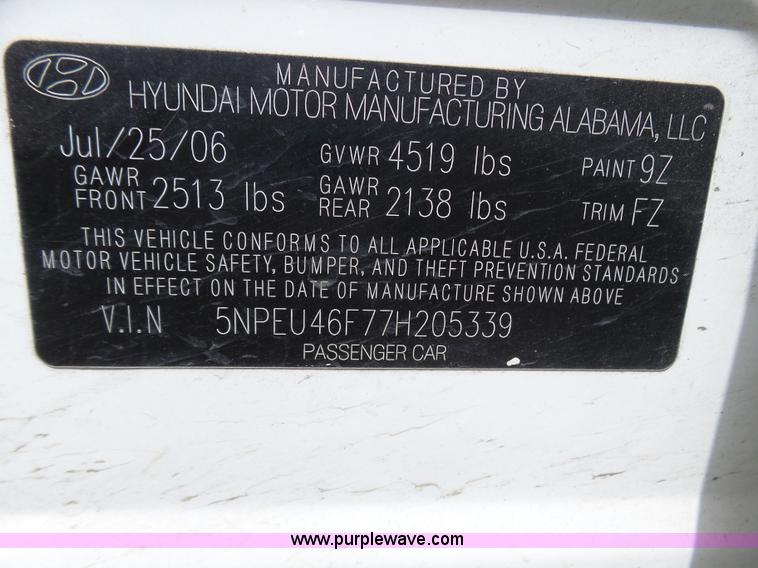 MANUFACTURED BY
HYUNDAI MOTOR MANUFACTURING ALABAMA, LLC
Jul/25/06 GVWR 4519 lbs PAINT 9Z
GAWR FRONT 2513 lbs GAWR REAR 2138 lbs TRIM FZ
THIS VEHICLE CONFORMS TO ALL APPLICABLE U.S.A. FEDERAL
MOTOR VEHICLE SAFETY, BUMPER, AND THEFT PREVENTION STANDARDS
IN EFFECT ON THE DATE OF MANUFACTURE SHOWN ABOVE
V.I.N 5NPEU46F77H205339
PASSENGER CAR
www.purplewave.com